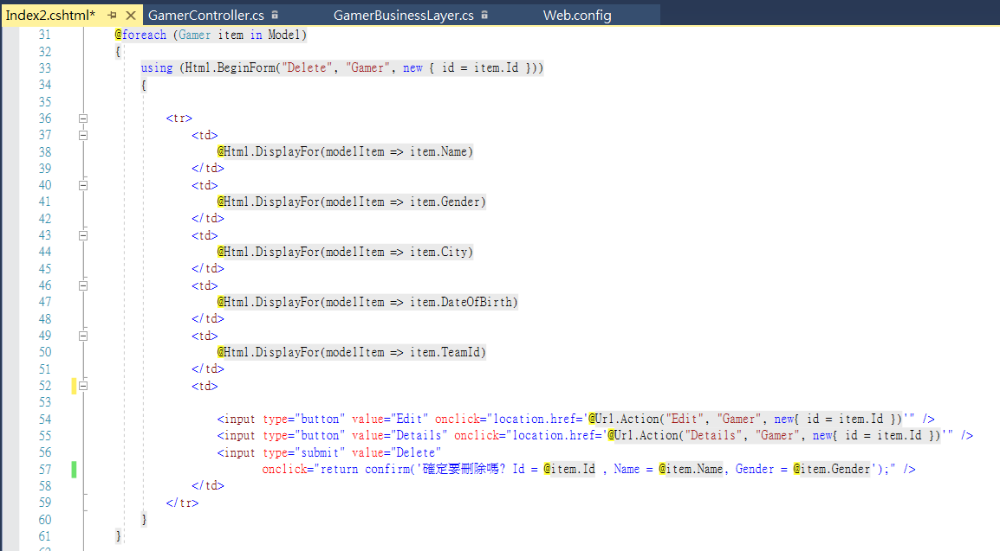 Index2.cshtml* GamerController.cs GamerBusinessLayer.cs Web.config
31 @foreach (Gamer item in Model)
32 {
33 using (Html.BeginForm("Delete", "Gamer", new { id = item.Id }))
34 {
35
36 <tr>
37 <td>
38 @Html.DisplayFor(modelItem => item.Name)
39 </td>
40 <td>
41 @Html.DisplayFor(modelItem => item.Gender)
42 </td>
43 <td>
44 @Html.DisplayFor(modelItem => item.City)
45 </td>
46 <td>
47 @Html.DisplayFor(modelItem => item.DateOfBirth)
48 </td>
49 <td>
50 @Html.DisplayFor(modelItem => item.TeamId)
51 </td>
52 <td>
53
54 <input type="button" value="Edit" onclick="location.href='@Url.Action("Edit", "Gamer", new{ id = item.Id })'" />
55 <input type="button" value="Details" onclick="location.href='@Url.Action("Details", "Gamer", new{ id = item.Id })'" />
56 <input type="submit" value="Delete"
57 onclick="return confirm('確定要刪除嗎? Id = @item.Id , Name = @item.Name, Gender = @item.Gender');" />
58 </td>
59 </tr>
60 }
61 }